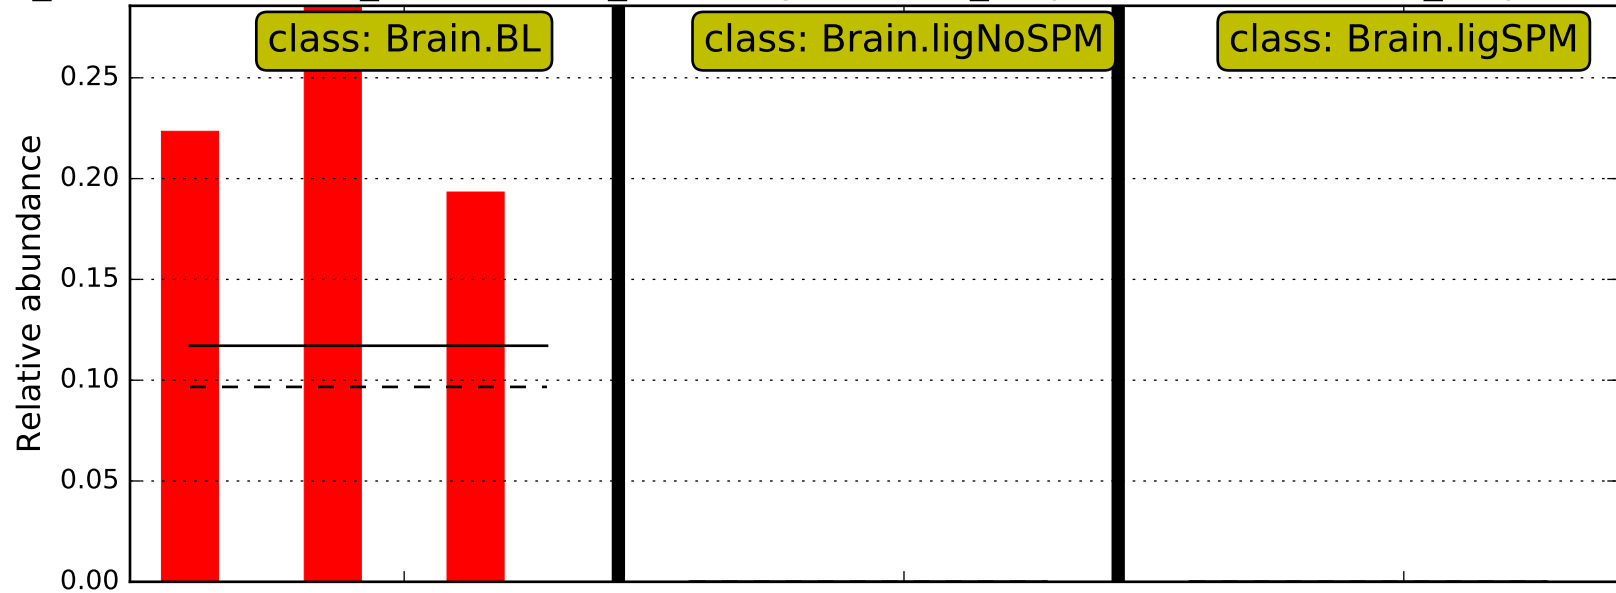 class: Brain.BL
class: Brain.ligNoSPM
class: Brain.ligSPM
Relative abundance
0.25
0.20
0.15
0.10
0.05
0.00